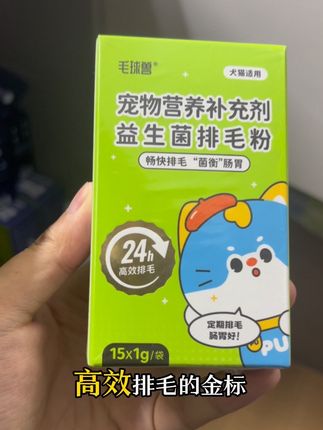 毛球兽®
犬猫适用
宠物营养补充剂
益生菌排毛粉
畅快排毛 “菌衡”肠胃
24h
高效排毛
定期排毛
肠胃好!
PU
15×1g/袋
高效排毛的金标